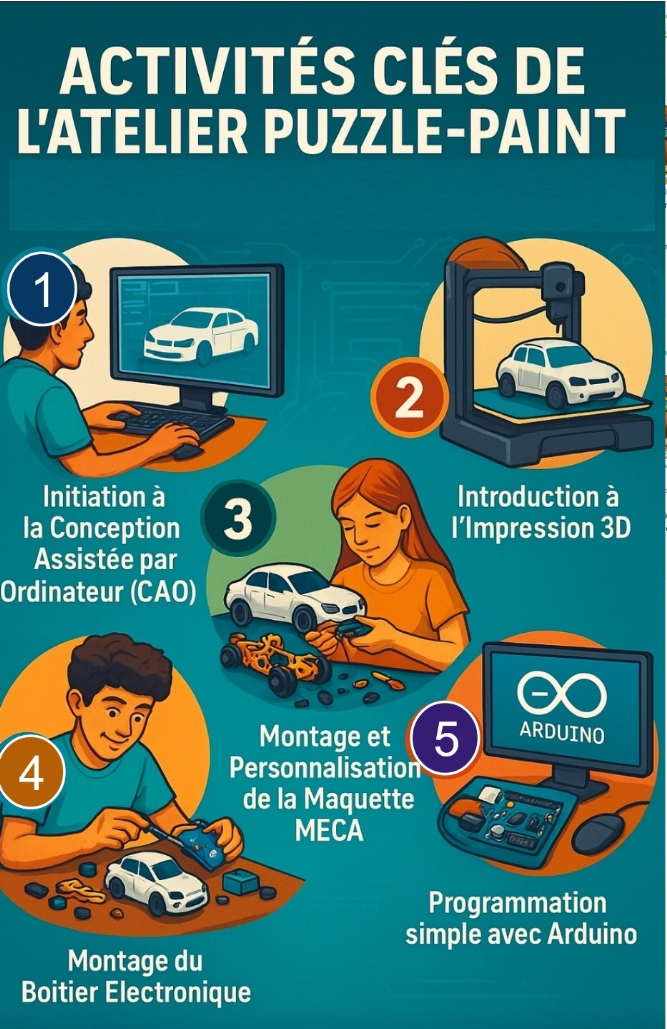 ACTIVITÉS CLÉS DE
L'ATELIER PUZZLE-PAINT
1
Initiation à
la Conception
Assistée par
Ordinateur (CAO)
2
Introduction à
l'Impression 3D
3
Montage et
Personnalisation
de la Maquette
MECA
4
Montage du
Boitier Electronique
5
ARDUINO
Programmation
simple avec Arduino